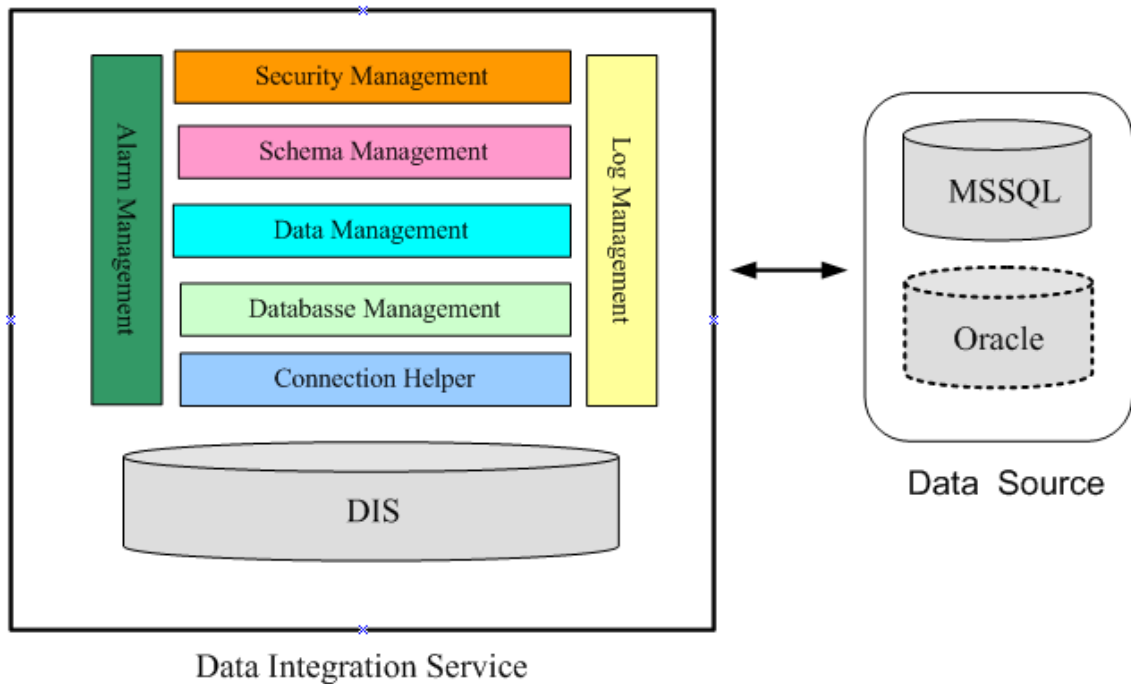 Security Management
Alarm Management
Log Management
Schema Management
Data Management
Databasse Management
Connection Helper
DIS
Data Integration Service
MSSQL
Oracle
Data Source